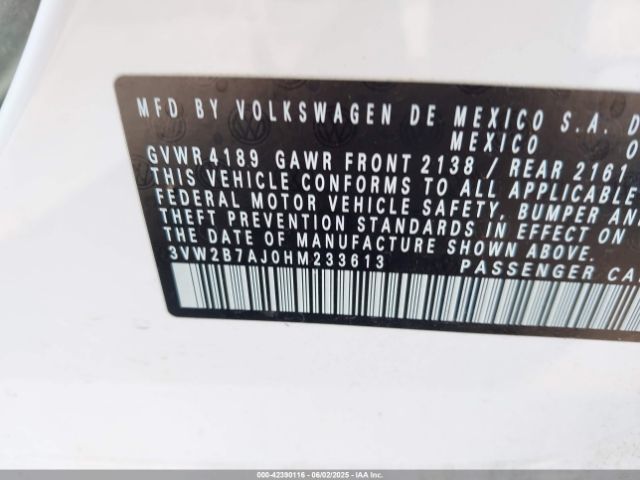 MFD BY VOLKSWAGEN DE MEXICO S.A. D
MEXICO O
GVWR 4189 GAWR FRONT 2138 / REAR 2161
THIS VEHICLE CONFORMS TO ALL APPLICABLE
FEDERAL MOTOR VEHICLE SAFETY, BUMPER AN
THEFT PREVENTION STANDARDS IN EFFECT ON
THE DATE OF MANUFACTURE SHOWN ABOVE.
3VW2B7AJ0HM233613 PASSENGER CA
000-42390116 - 06/02/2025 - IAA Inc.